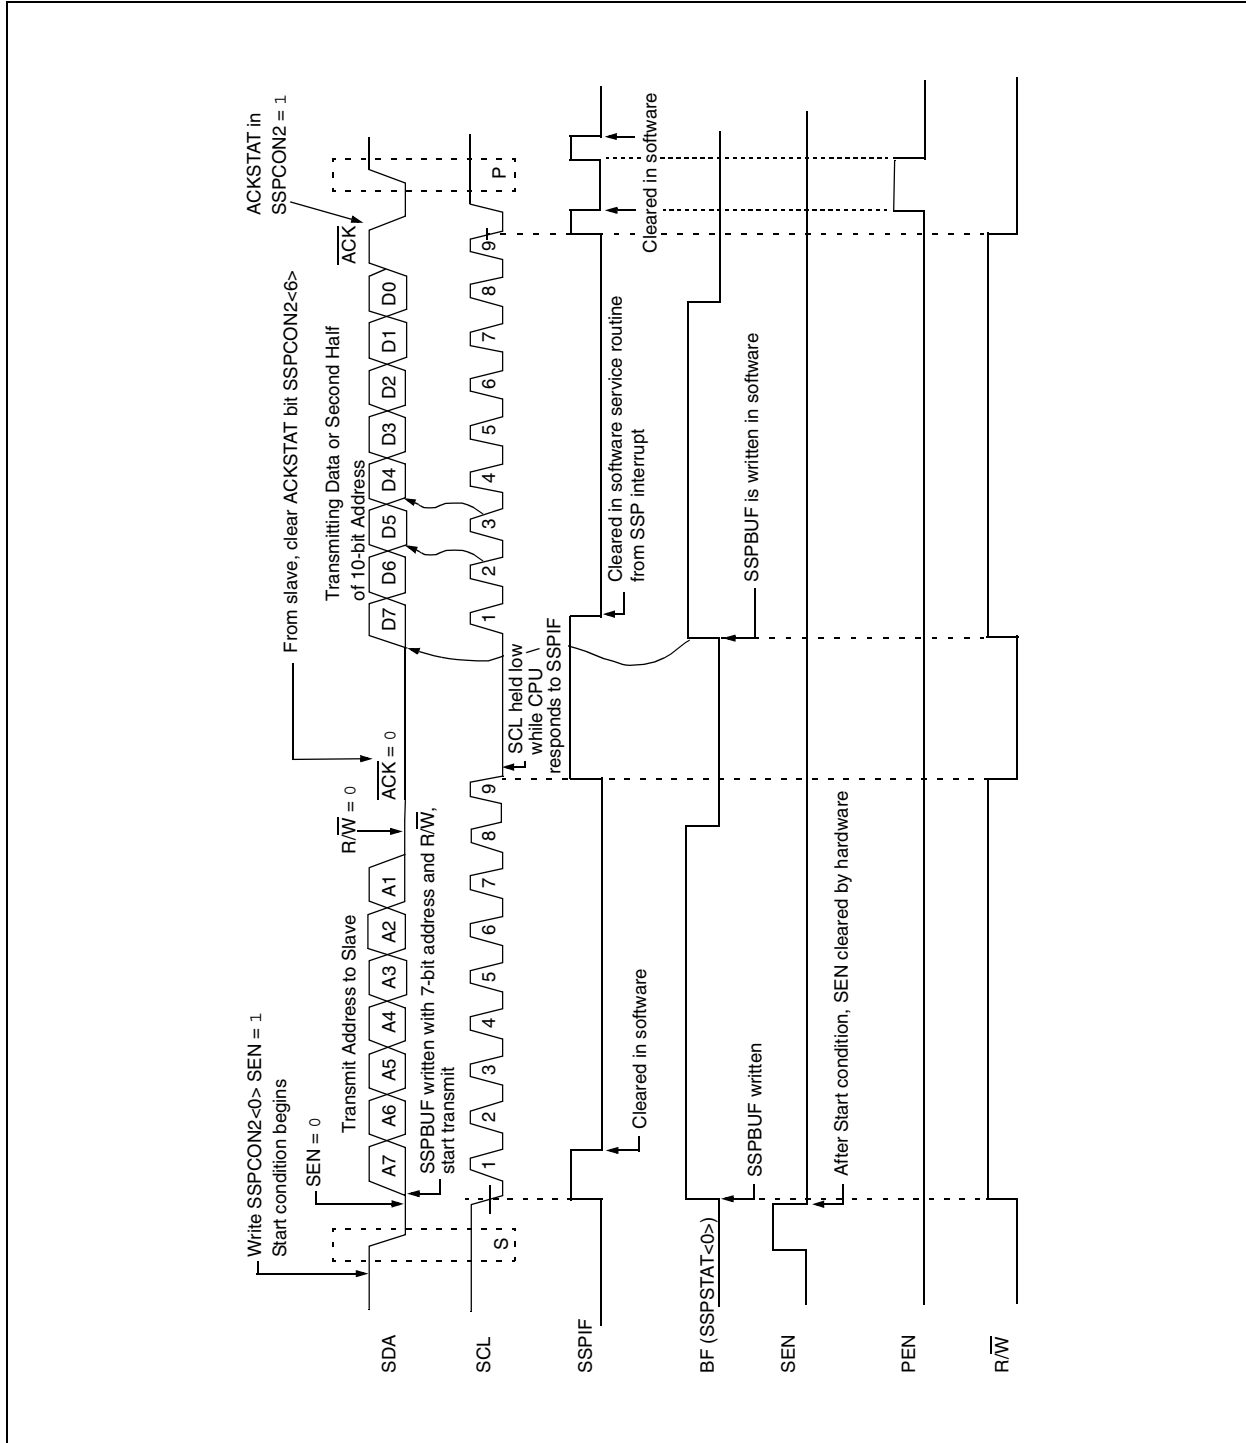 Write SSPCON2<0> SEN = 1
Start condition begins
From slave, clear ACKSTAT bit SSPCON2<6>
ACKSTAT in
SSPCON2 = 1
SEN = 0
Transmit Address to Slave
R/W = 0
ACK = 0
Transmitting Data or Second Half
of 10-bit Address
ACK
SDA
A7 A6 A5 A4 A3 A2 A1
D7 D6 D5 D4 D3 D2 D1 D0
SSPBUF written with 7-bit address and R/W,
start transmit
SCL
S
1 2 3 4 5 6 7 8 9
1 2 3 4 5 6 7 8 9
P
SCL held low
while CPU
responds to SSPIF
SSPIF
Cleared in software
Cleared in software service routine
from SSP interrupt
Cleared in software
BF (SSPSTAT<0>)
SSPBUF written
SSPBUF is written in software
SEN
After Start condition, SEN cleared by hardware
PEN
R/W